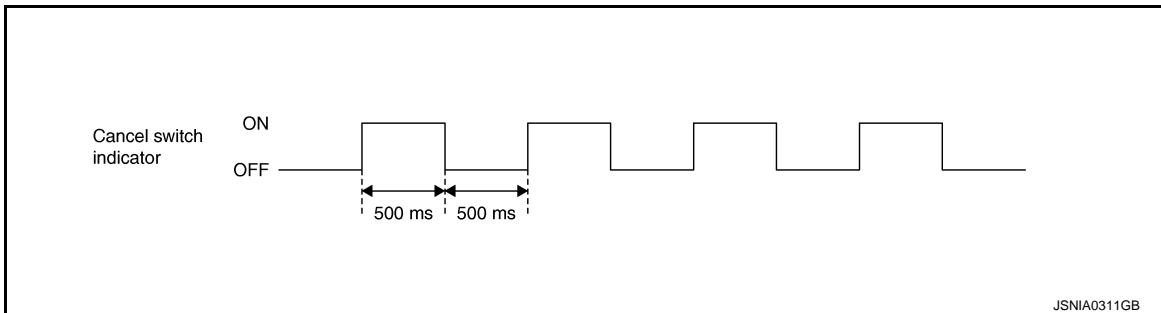 ON
Cancel switch
indicator
OFF
500 ms 500 ms
JSNIA0311GB